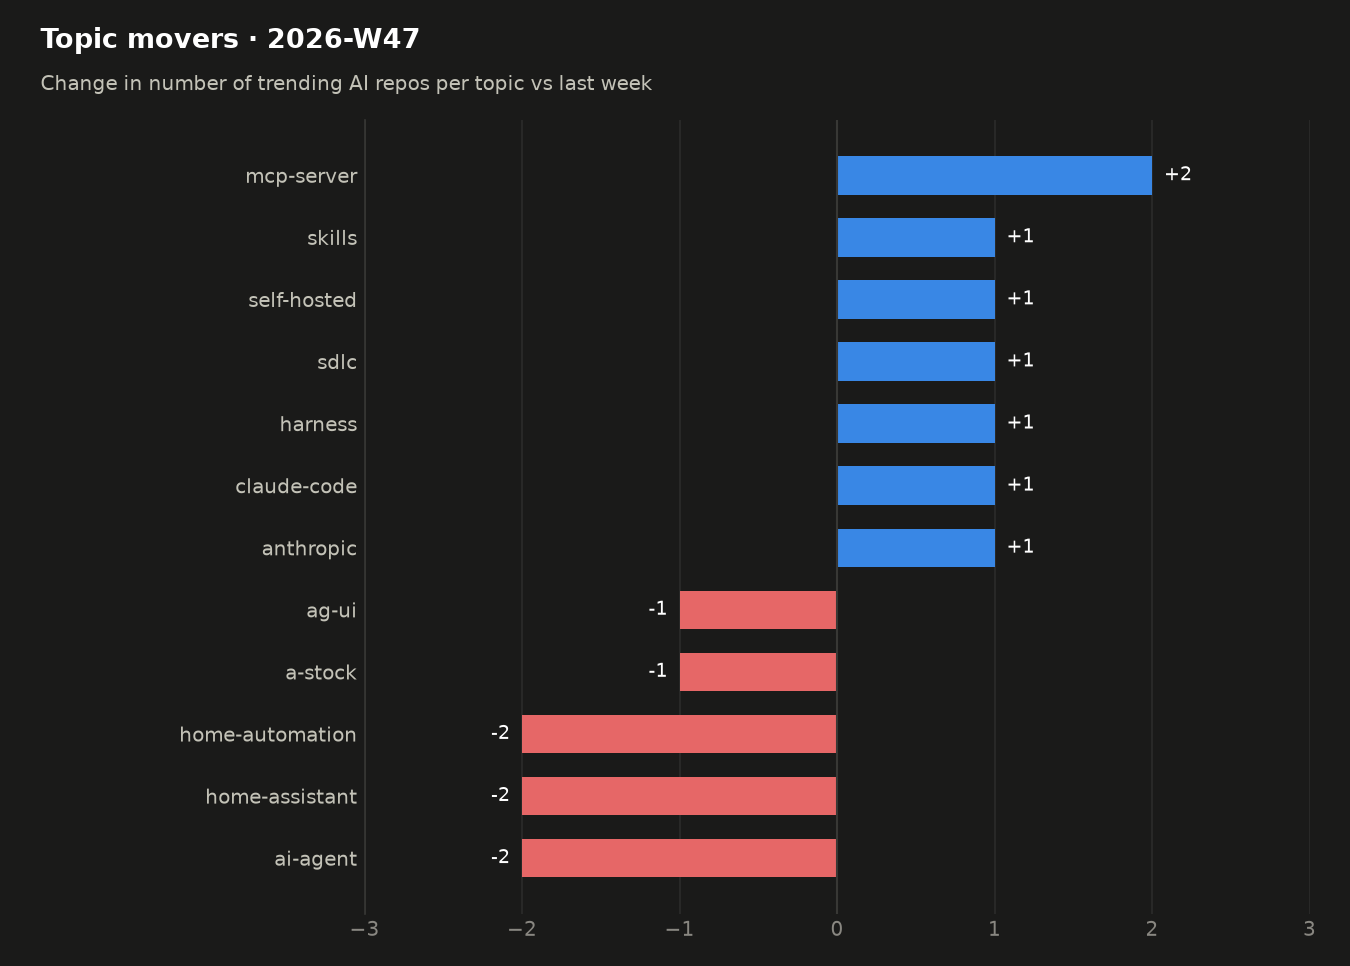 Topic movers · 2026-W47
Change in number of trending AI repos per topic vs last week
mcp-server +2
skills +1
self-hosted +1
sdlc +1
harness +1
claude-code +1
anthropic +1
ag-ui -1
a-stock -1
home-automation -2
home-assistant -2
ai-agent -2
−3 −2 −1 0 1 2 3